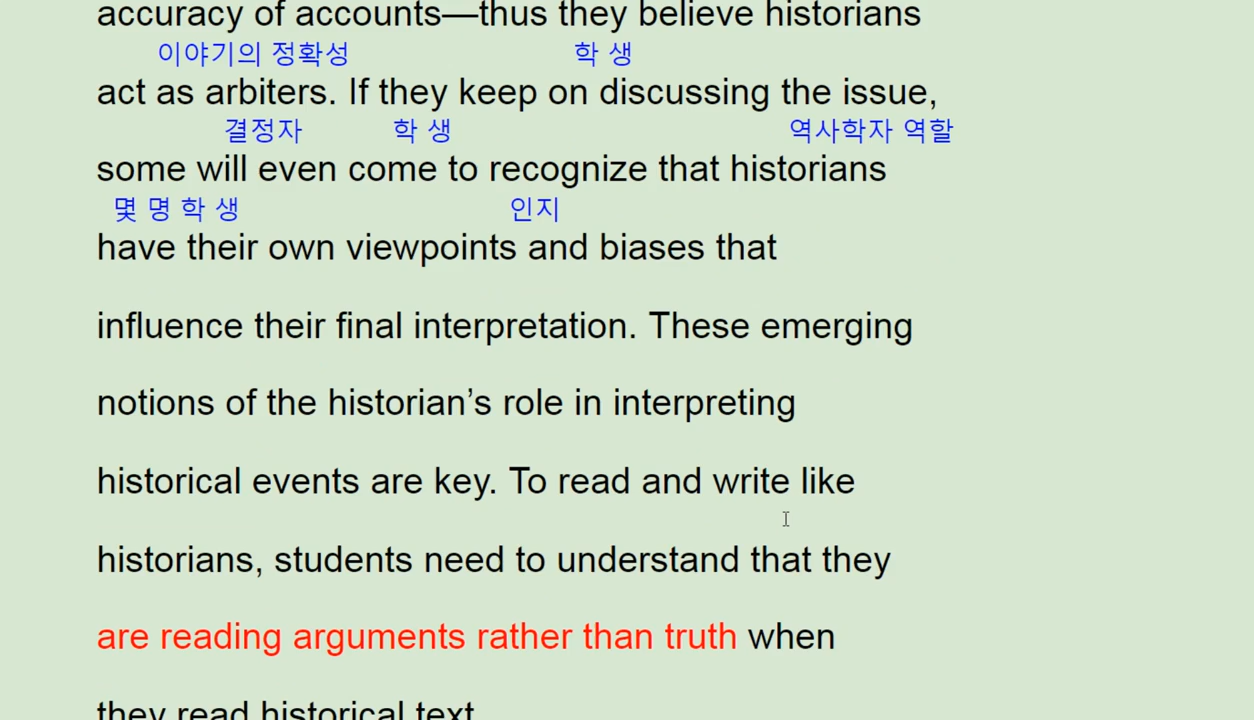 accuracy of accounts—thus they believe historians
이야기의 정확성 학 생
act as arbiters. If they keep on discussing the issue,
결정자 학 생 역사학자 역할
some will even come to recognize that historians
몇 명 학 생 인지
have their own viewpoints and biases that
influence their final interpretation. These emerging
notions of the historian’s role in interpreting
historical events are key. To read and write like
historians, students need to understand that they
are reading arguments rather than truth when
they read historical text